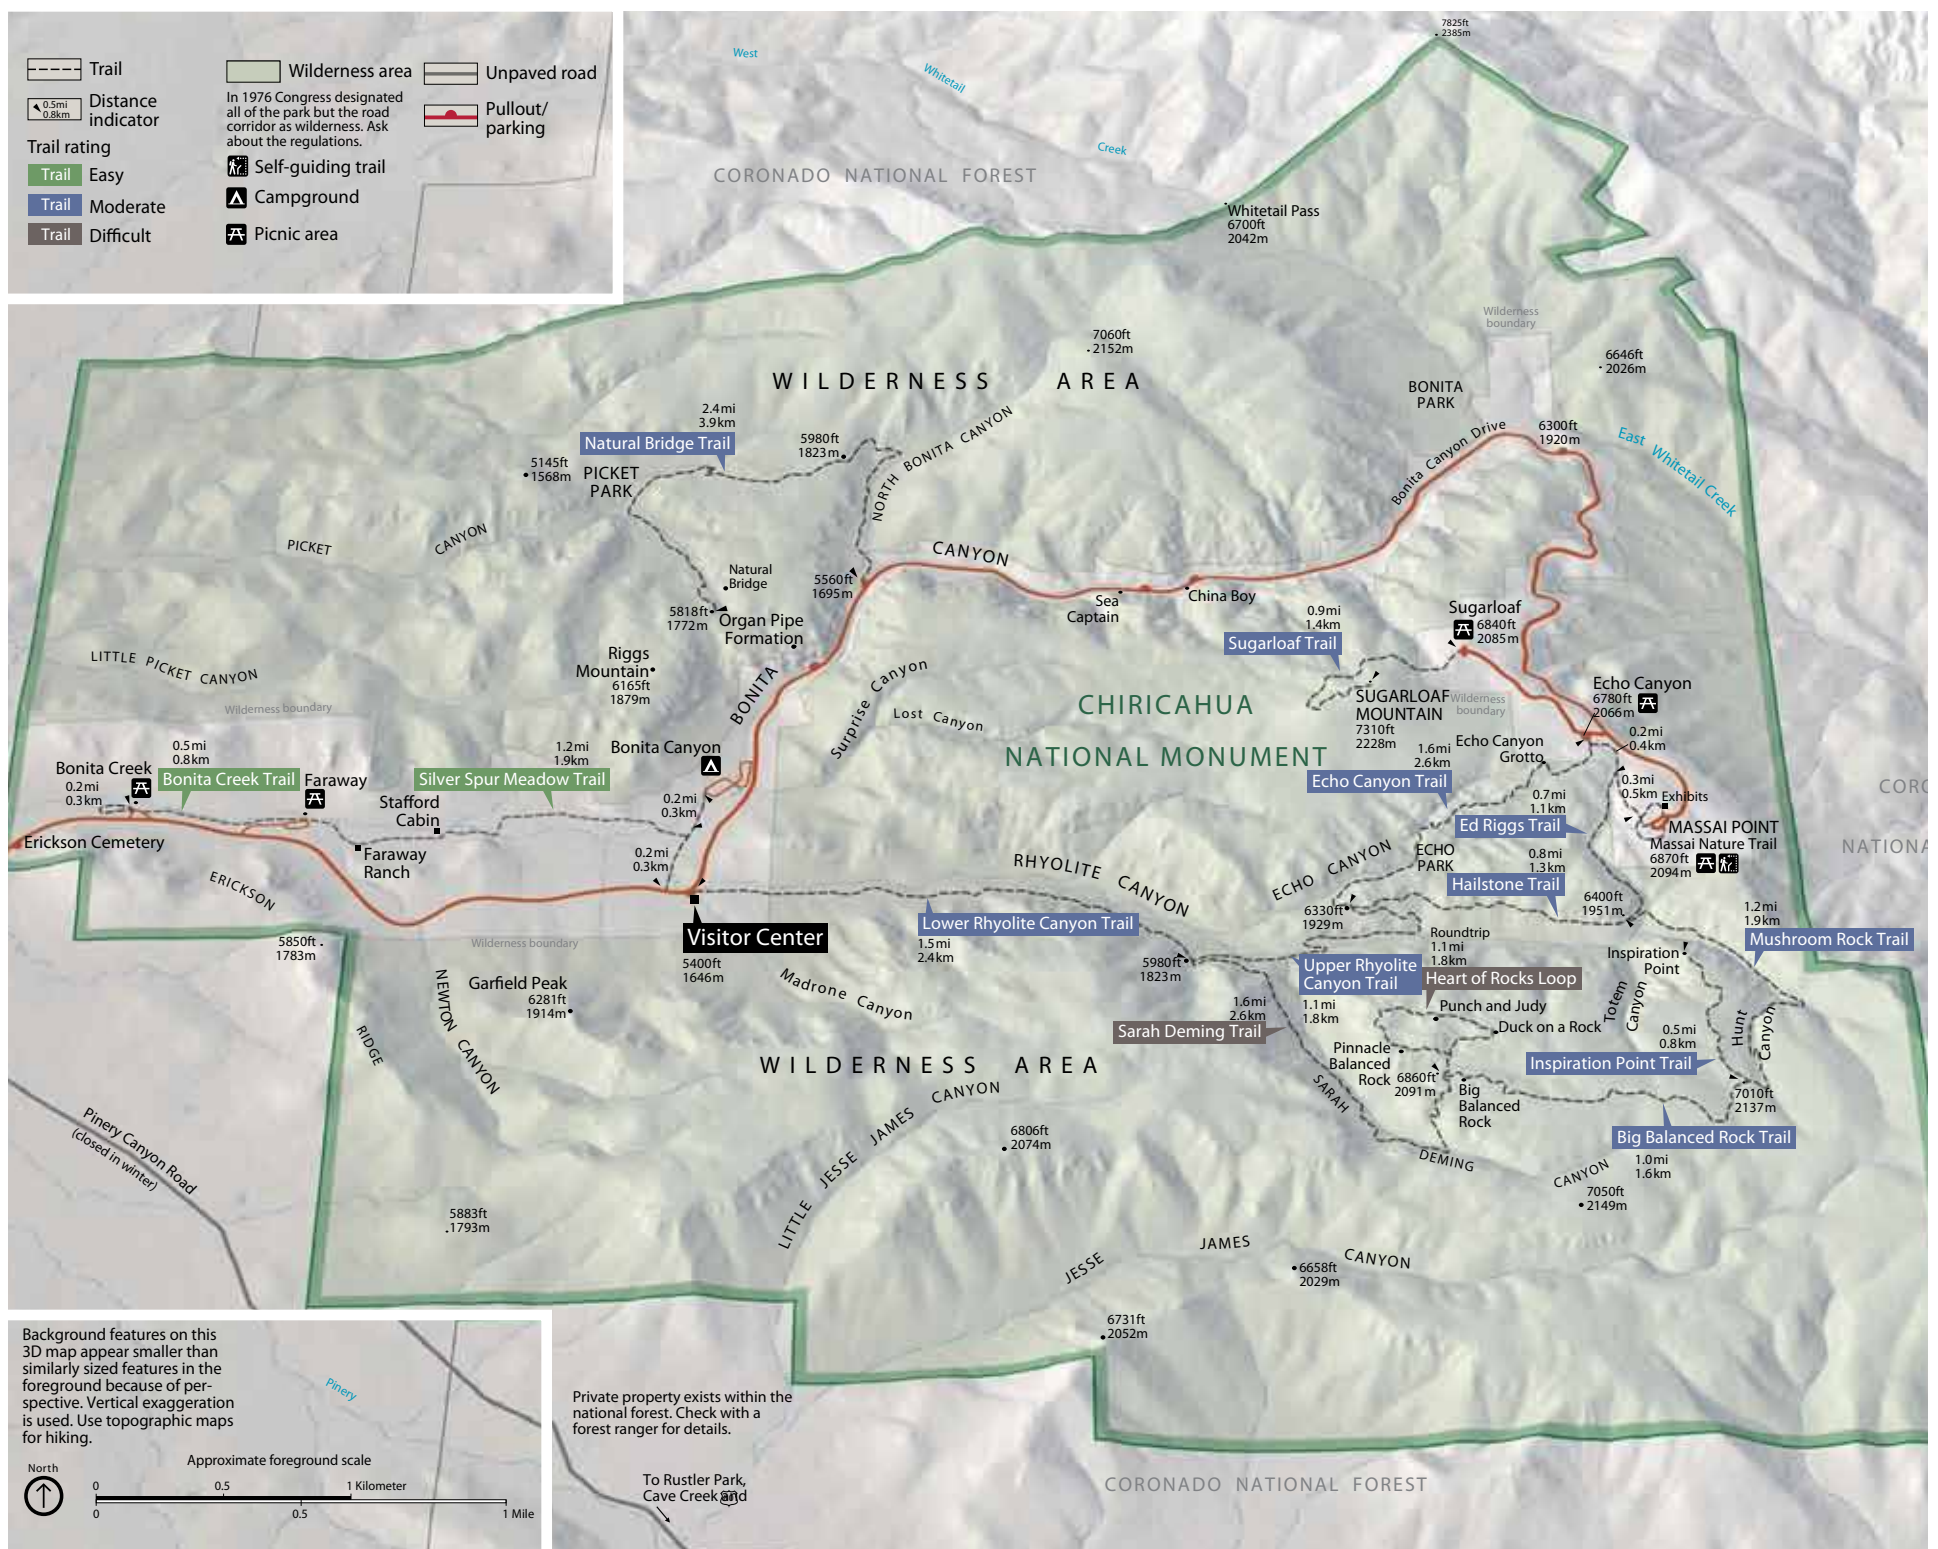 Trail
0.5mi
0.8km
Distance
indicator
Trail rating
Trail
Easy
Trail
Moderate
Trail
Difficult
Wilderness area
In 1976 Congress designated
all of the park but the road
corridor as wilderness. Ask
about the regulations.
Self-guiding trail
Campground
Picnic area
Unpaved road
Pullout/
parking
7825ft
2385m
West
Whitetail
Creek
CORONADO NATIONAL FOREST
Whitetail Pass
6700ft
2042m
Wilderness
boundary
7060ft
2152m
6646ft
2026m
WILDERNESS AREA
BONITA
PARK
2.4mi
3.9km
Natural Bridge Trail
5980ft
1823m
NORTH BONITA CANYON
Bonita Canyon Drive
6300ft
1920m
East Whitetail Creek
5145ft
1568m
PICKET
PARK
PICKET CANYON
CANYON
Natural
Bridge
5560ft
1695m
5818ft
1772m
Organ Pipe
Formation
Sea
Captain
China Boy
0.9mi
1.4km
Sugarloaf Trail
Sugarloaf
6840ft
2085m
LITTLE PICKET CANYON
Riggs
Mountain
6165ft
1879m
BONITA
Surprise Canyon
Lost Canyon
CHIRICAHUA
NATIONAL MONUMENT
SUGARLOAF
MOUNTAIN
7310ft
2228m
Wilderness
boundary
Echo Canyon
6780ft
2066m
Wilderness boundary
0.2mi
0.4km
Echo Canyon
Grotto
1.6mi
2.6km
Echo Canyon Trail
Bonita Creek
0.2mi
0.3km
0.5mi
0.8km
Bonita Creek Trail
Faraway
1.2mi
1.9km
Silver Spur Meadow Trail
Bonita Canyon
0.3mi
0.5km
Exhibits
0.7mi
1.1km
Ed Riggs Trail
CORO
NATIONA
Stafford
Cabin
0.2mi
0.3km
MASSAI POINT
Massai Nature Trail
6870ft
2094m
Erickson Cemetery
Faraway
Ranch
0.2mi
0.3km
RHYOLITE CANYON
ECHO CANYON
ECHO
PARK
0.8mi
1.3km
Hailstone Trail
ERICKSON
RIDGE
6330ft
1929m
6400ft
1951m
1.2mi
1.9km
Mushroom Rock Trail
Lower Rhyolite Canyon Trail
1.5mi
2.4km
Visitor Center
5400ft
1646m
5850ft
1783m
Wilderness boundary
Roundtrip
1.1mi
1.8km
Inspiration
Point
5980ft
1823m
Upper Rhyolite
Canyon Trail
1.1mi
1.8km
Heart of Rocks Loop
Garfield Peak
6281ft
1914m
NEWTON CANYON
Madrone Canyon
1.6mi
2.6km
Sarah Deming Trail
Punch and Judy
Duck on a Rock
Totem
Canyon
Hunt
Canyon
0.5mi
0.8km
Inspiration Point Trail
Pinnacle
Balanced
Rock
6860ft
2091m
WILDERNESS AREA
Big
Balanced
Rock
7010ft
2137m
SARAH DEMING CANYON
Big Balanced Rock Trail
1.0mi
1.6km
Pinery Canyon Road
(closed in winter)
LITTLE JESSE JAMES CANYON
6806ft
2074m
7050ft
2149m
5883ft
1793m
JESSE JAMES CANYON
6658ft
2029m
6731ft
2052m
Background features on this
3D map appear smaller than
similarly sized features in the
foreground because of per-
spective. Vertical exaggeration
is used. Use topographic maps
for hiking.
Pinery
Private property exists within the
national forest. Check with a
forest ranger for details.
North
Approximate foreground scale
0 0.5 1 Kilometer
0 0.5 1 Mile
To Rustler Park,
Cave Creek and
CORONADO NATIONAL FOREST